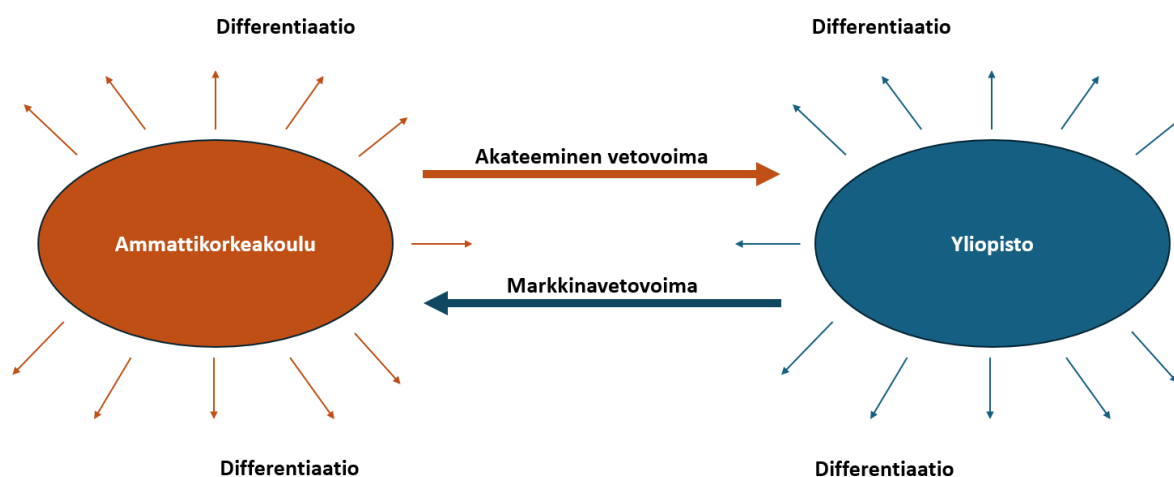 Differentiaatio
Differentiaatio
Akateeminen vetovoima
Ammattikorkeakoulu
Yliopisto
Markkinavetovoima
Differentiaatio
Differentiaatio